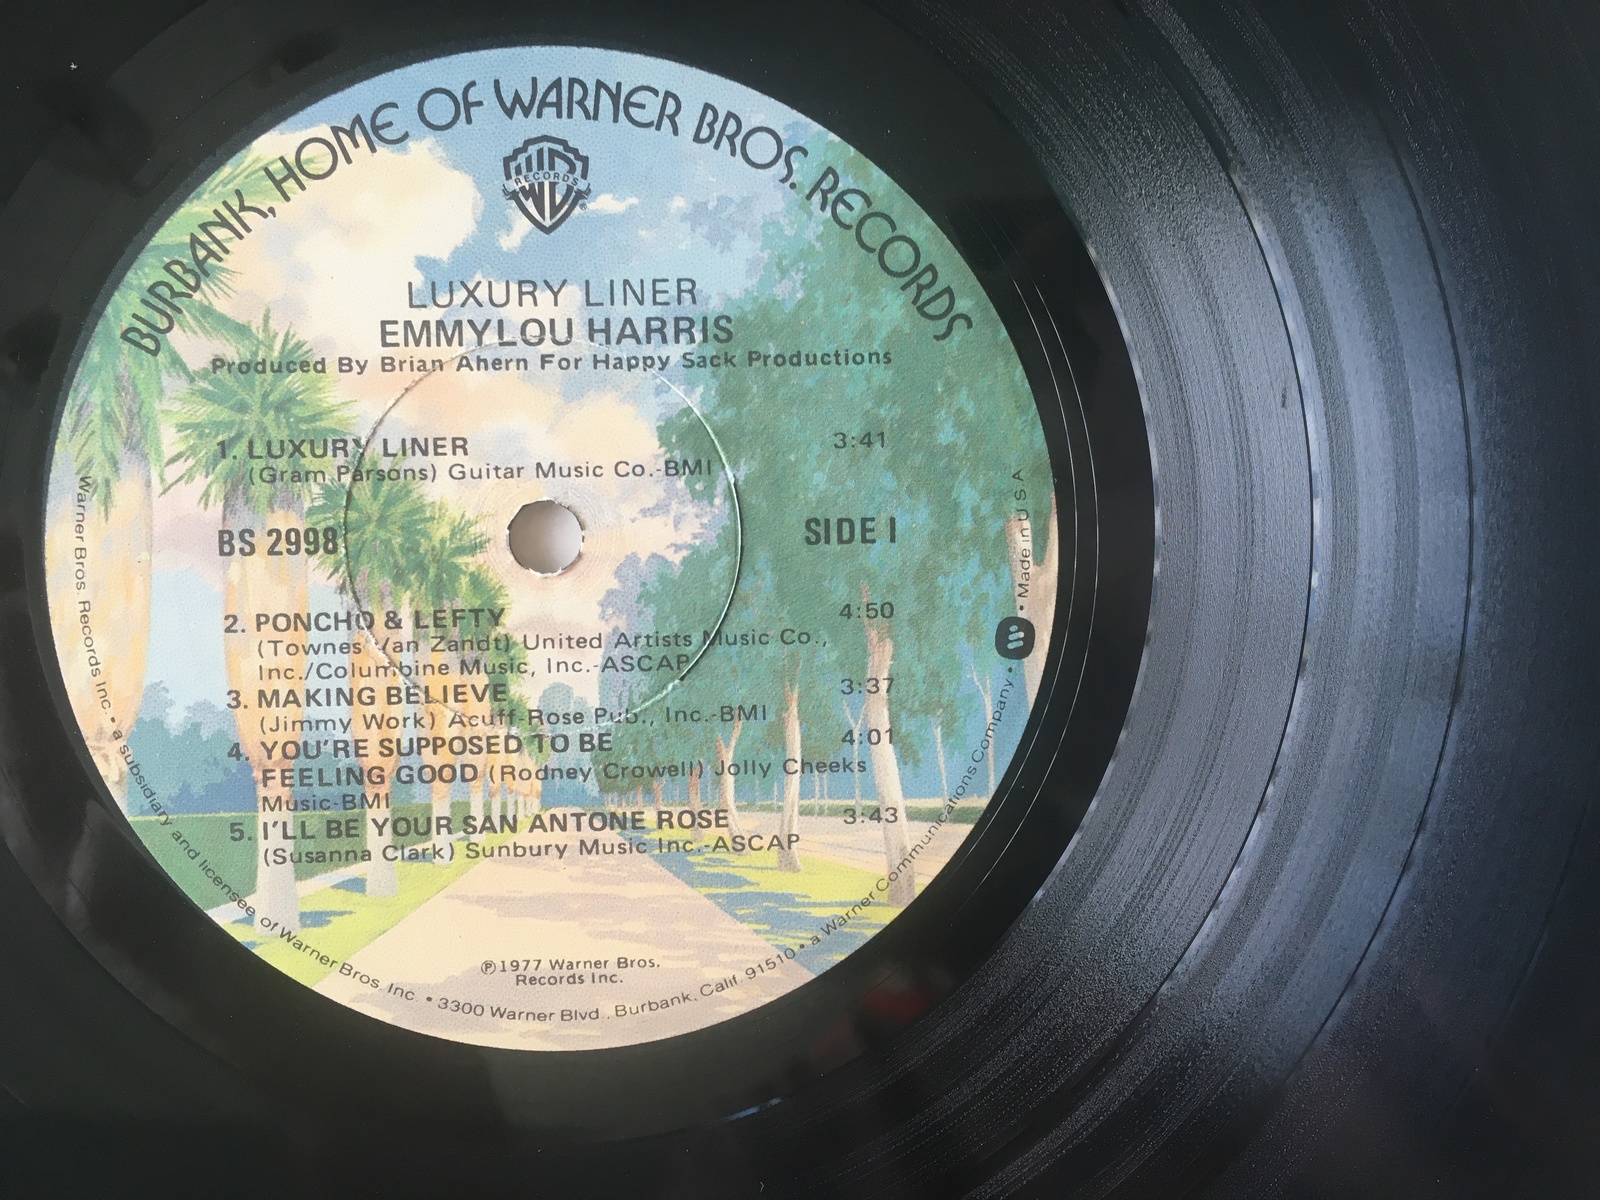 BURBANK, HOME OF WARNER BROS. RECORDS
RECORDS
LUXURY LINER
EMMYLOU HARRIS
Produced By Brian Ahern For Happy Sack Productions
1. LUXURY LINER 3:41
(Gram Parsons) Guitar Music Co.-BMI
BS 2998 SIDE I
2. PONCHO & LEFTY 4:50
(Townes Van Zandt) United Artists Music Co.,
Inc./Columbine Music, Inc.-ASCAP
3. MAKING BELIEVE 3:37
(Jimmy Work) Acuff-Rose Pub., Inc.-BMI
4. YOU'RE SUPPOSED TO BE 4:01
FEELING GOOD (Rodney Crowell) Jolly Cheeks
Music-BMI
5. I'LL BE YOUR SAN ANTONE ROSE 3:43
(Susanna Clark) Sunbury Music Inc.-ASCAP
℗1977 Warner Bros.
Records Inc.
Warner Bros. Records Inc. • a subsidiary and licensee of Warner Bros. Inc. • 3300 Warner Blvd., Burbank, Calif. 91510 • a Warner Communications Company • Made in U S A